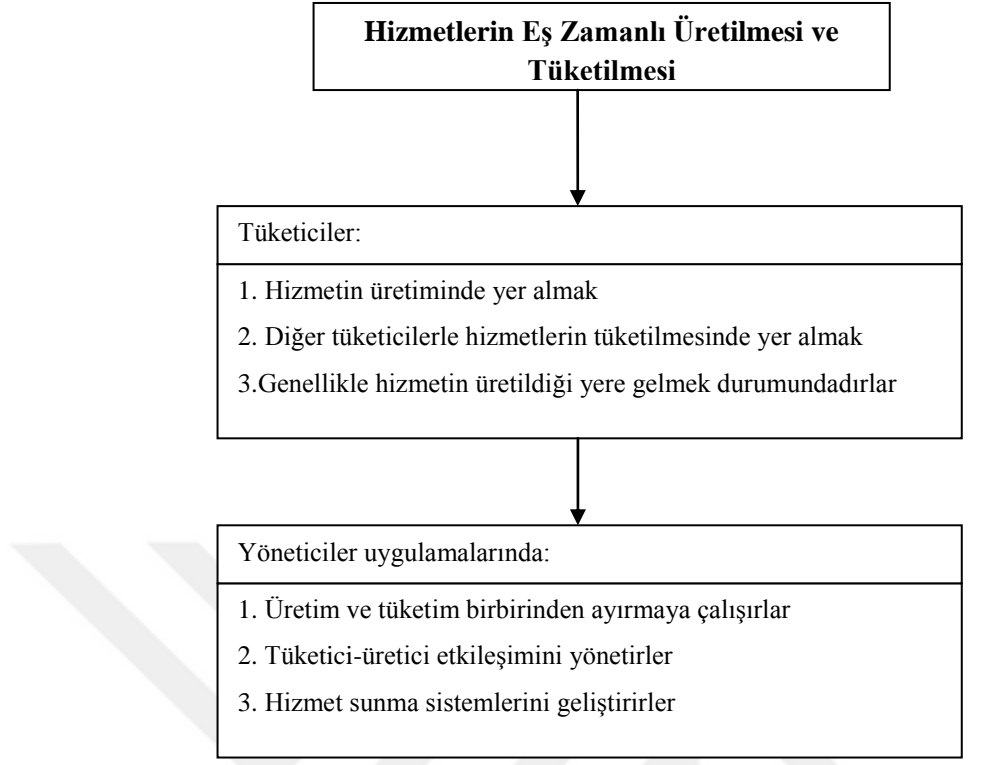 Hizmetlerin Eş Zamanlı Üretilmesi ve
Tüketilmesi
Tüketiciler:
1. Hizmetin üretiminde yer almak
2. Diğer tüketicilerle hizmetlerin tüketilmesinde yer almak
3.Genellikle hizmetin üretildiği yere gelmek durumundadırlar
Yöneticiler uygulamalarında:
1. Üretim ve tüketim birbirinden ayırmaya çalışırlar
2. Tüketici-üretici etkileşimini yönetirler
3. Hizmet sunma sistemlerini geliştirirler